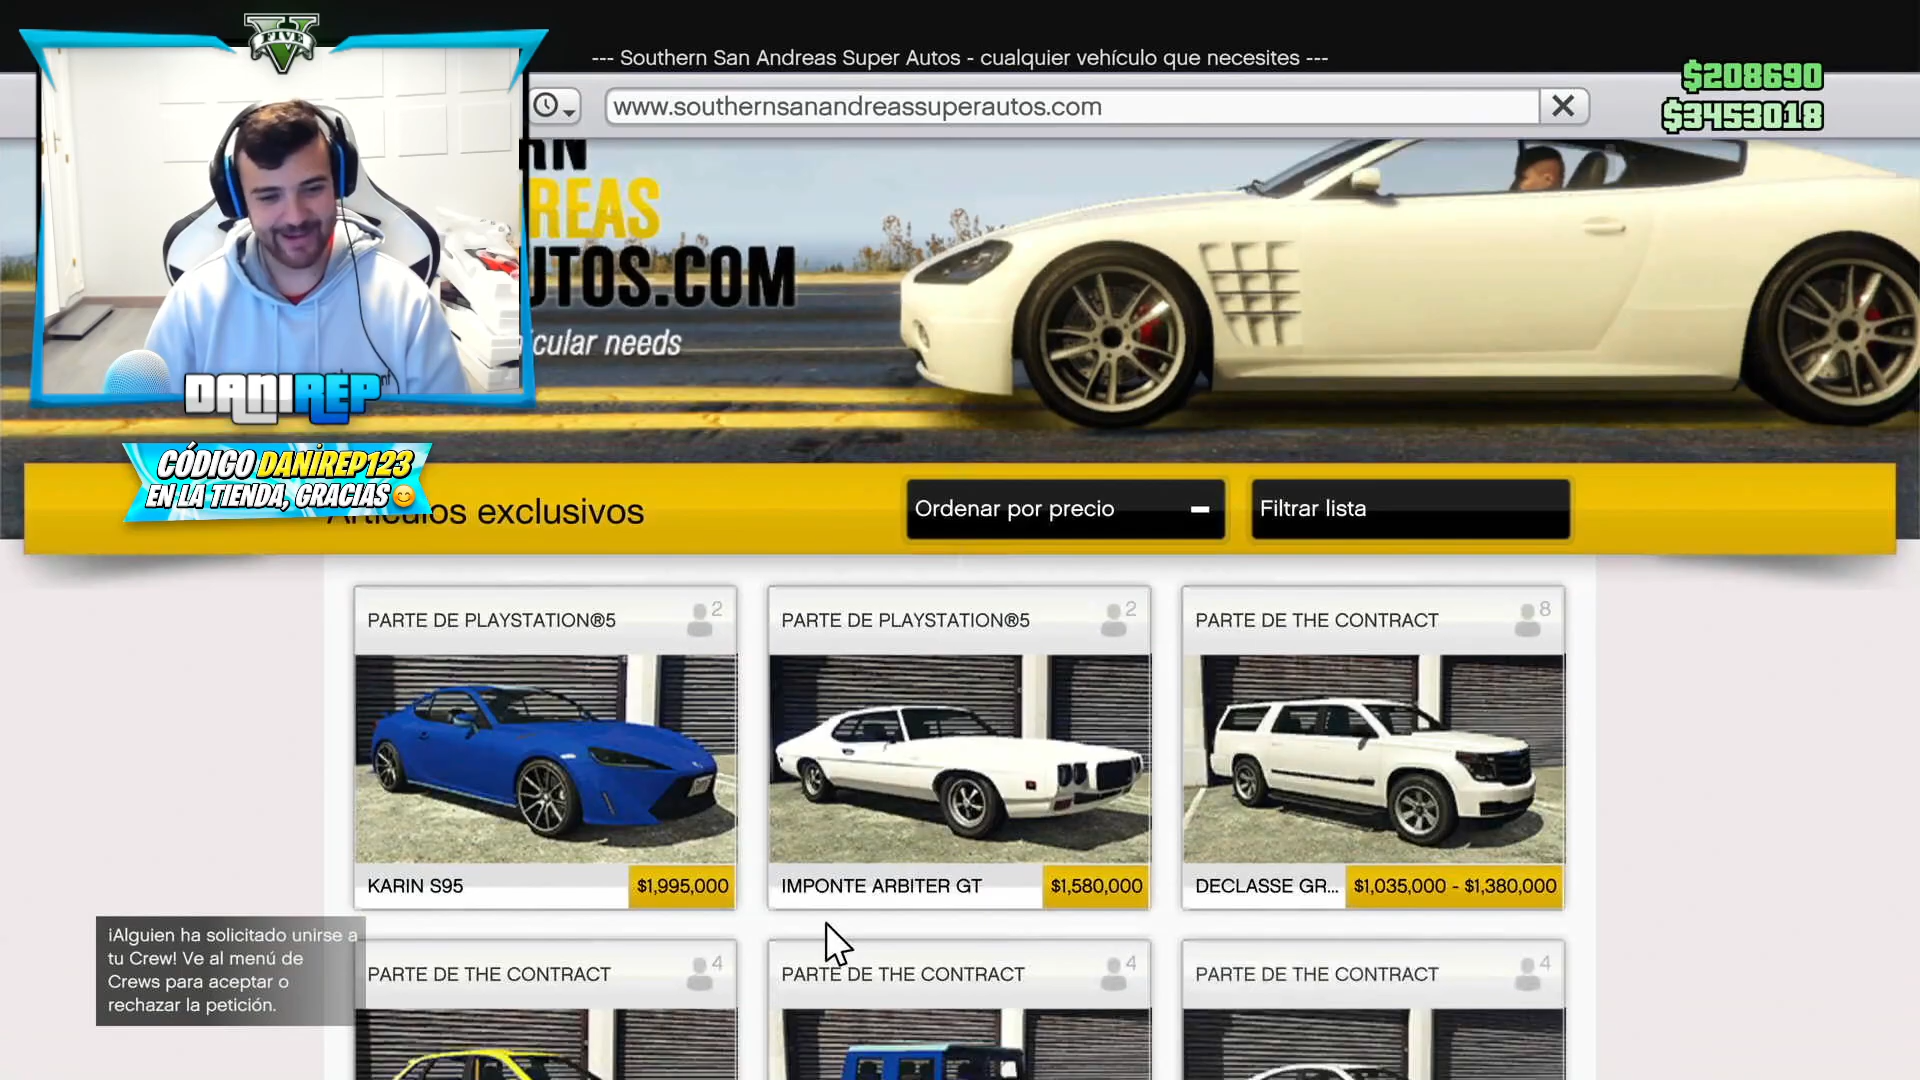 FIVE
--- Southern San Andreas Super Autos - cualquier vehículo que necesites ---
www.southernsanandreassuperautos.com
$208690
$3453018
RN
REAS
UTOS.COM
cular needs
DANIREP
CÓDIGO DANIREP123
EN LA TIENDA, GRACIAS😊
Artículos exclusivos
Ordenar por precio
Filtrar lista
PARTE DE PLAYSTATION®5 2
PARTE DE PLAYSTATION®5 2
PARTE DE THE CONTRACT 8
KARIN S95 $1,995,000
IMPONTE ARBITER GT $1,580,000
DECLASSE GR... $1,035,000 - $1,380,000
¡Alguien ha solicitado unirse a
tu Crew! Ve al menú de
Crews para aceptar o
rechazar la petición.
PARTE DE THE CONTRACT 4
PARTE DE THE CONTRACT 4
PARTE DE THE CONTRACT 4